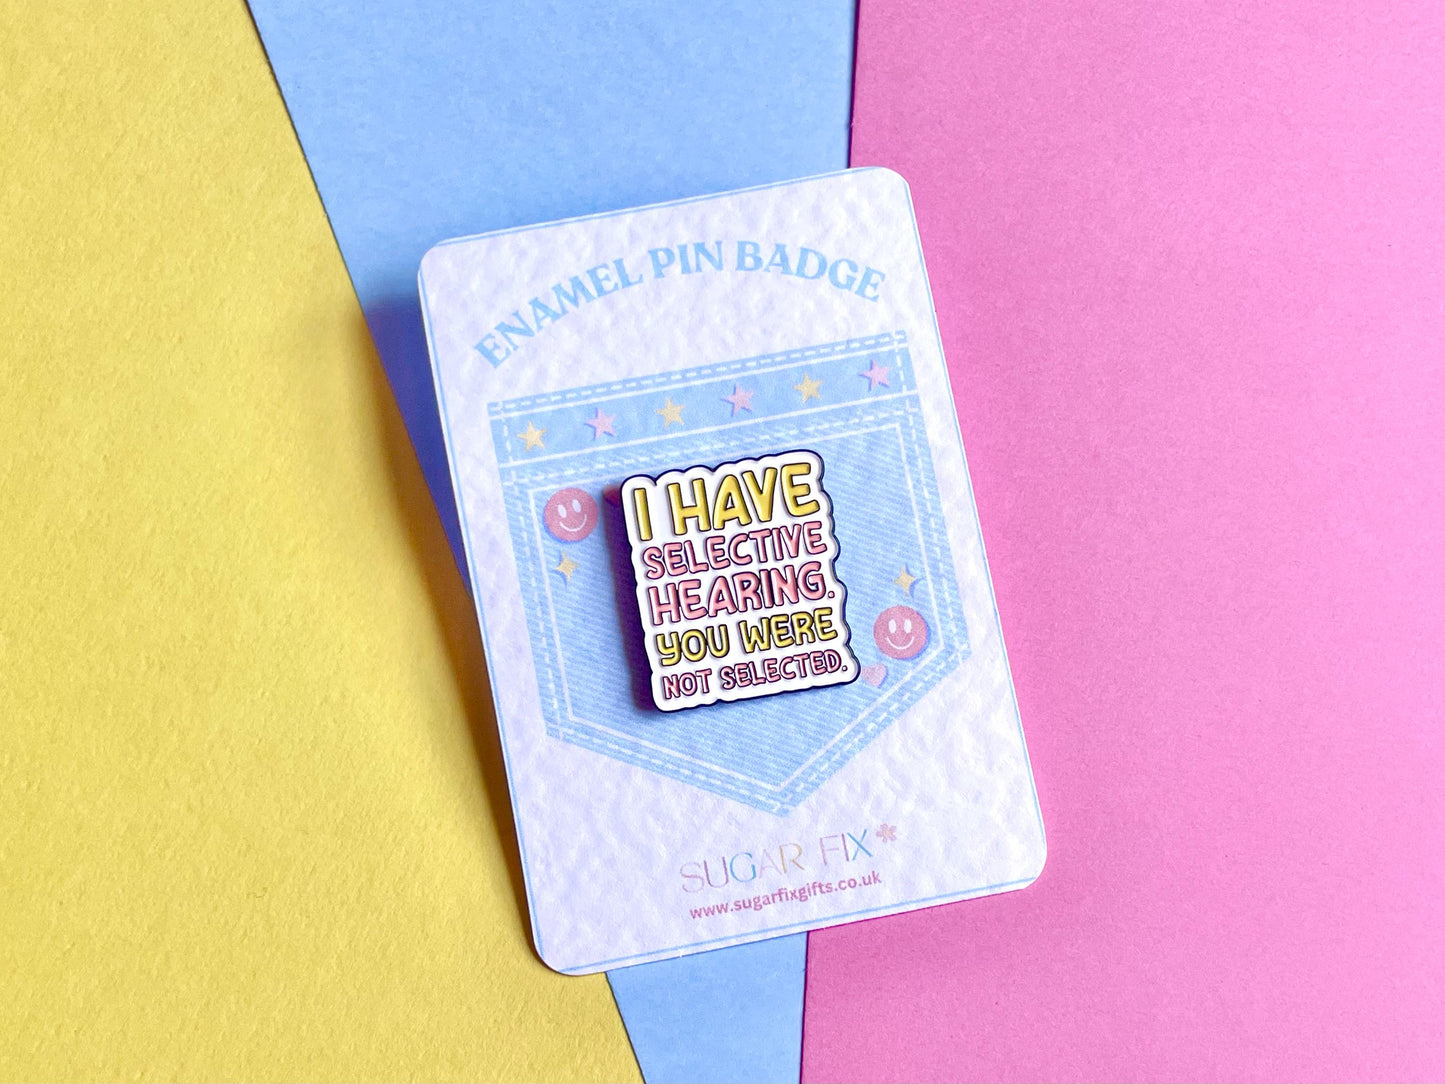 ENAMEL PIN BADGE
I HAVE
SELECTIVE
HEARING.
YOU WERE
NOT SELECTED.
SUGAR FIX
www.sugarfixgifts.co.uk